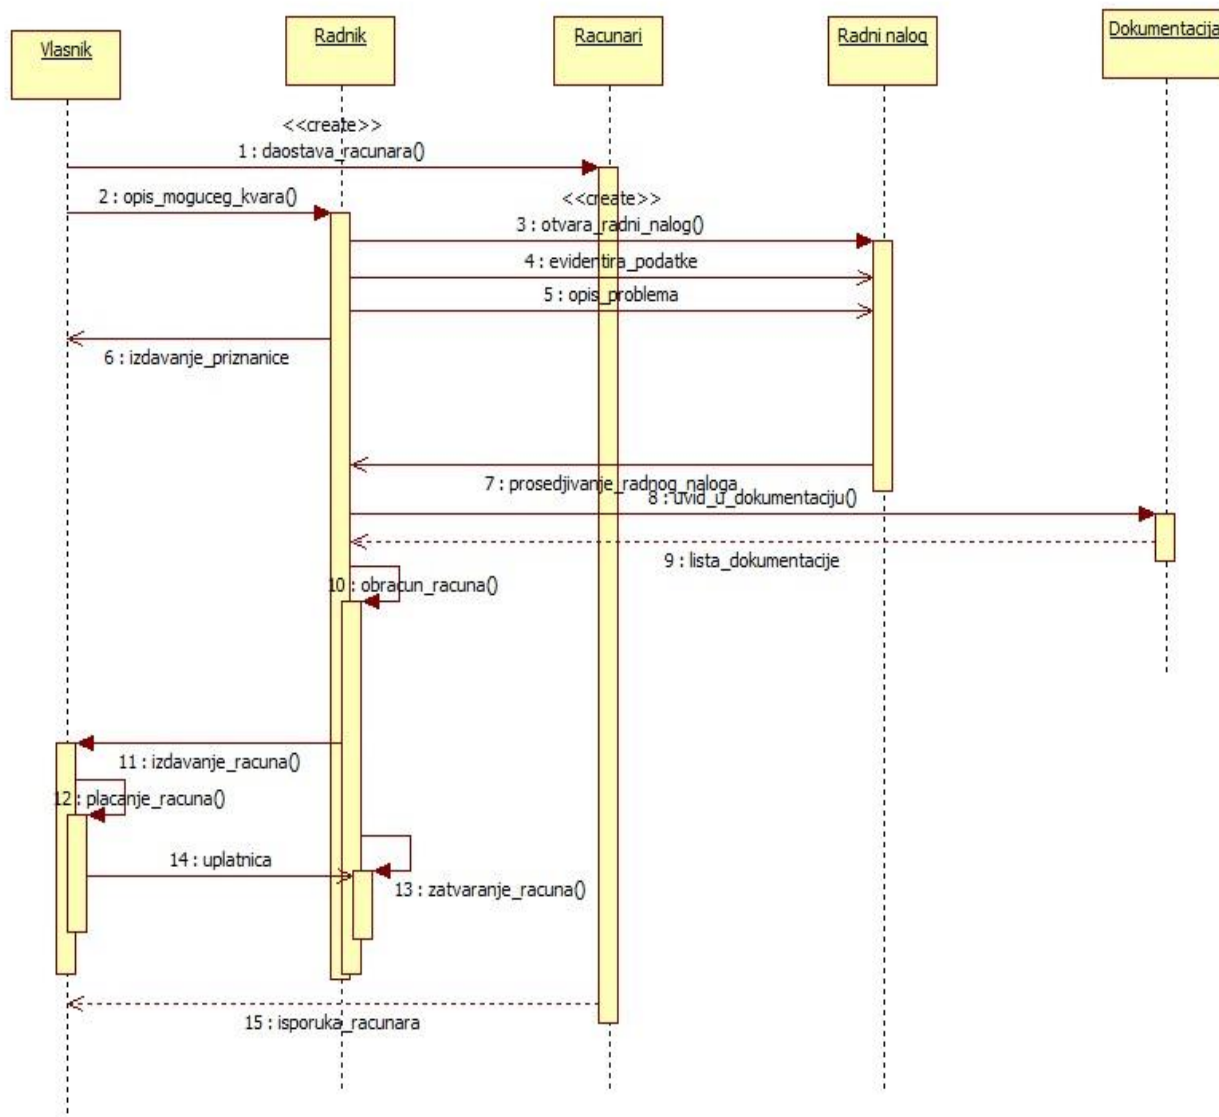 Vlasnik
Radnik
Racunari
Radni nalog
Dokumentacija
<<create>>
1 : daostava_racunara()
2 : opis_moguceg_kvara()
<<create>>
3 : otvara_radni_nalog()
4 : evidentira_podatke
5 : opis_problema
6 : izdavanje_priznanice
7 : prosedjivanje_radnog_naloga
8 : uvid_u_dokumentaciju()
9 : lista_dokumentacije
10 : obracun_racuna()
11 : izdavanje_racuna()
12 : placanje_racuna()
14 : uplatnica
13 : zatvaranje_racuna()
15 : isporuka_racunara